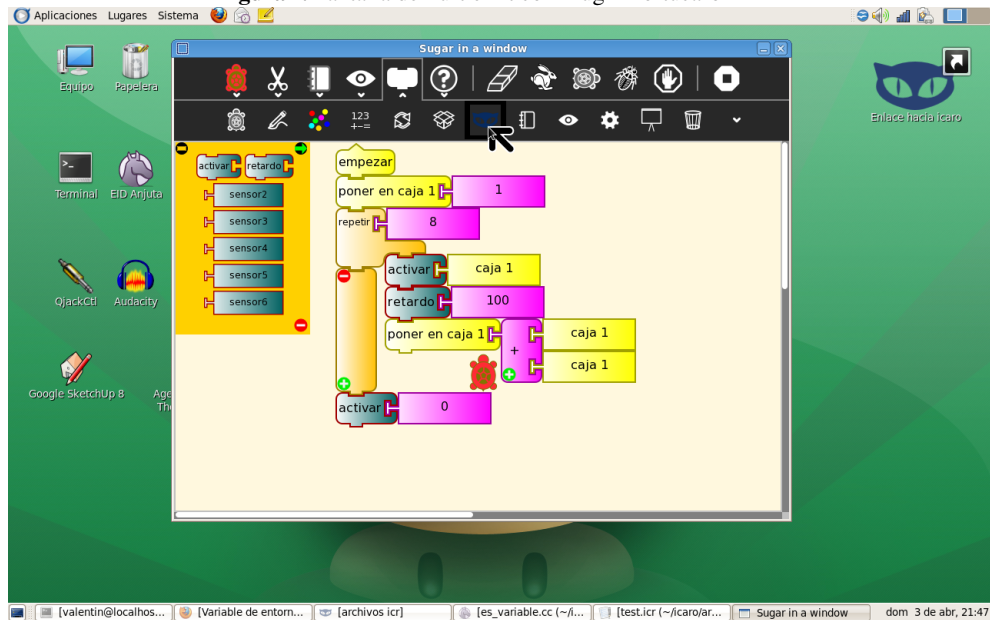 Aplicaciones Lugares Sistema
Sugar in a window
Equipo
Papelera
Enlace hacia ícaro
Terminal
EID Anjuta
QjackCtl
Audacity
Google SketchUp 8
123
+-=
activar
retardo
sensor2
sensor3
sensor4
sensor5
sensor6
empezar
poner en caja 1 1
repetir 8
activar caja 1
retardo 100
poner en caja 1 + caja 1
caja 1
activar 0
[valentin@localhos... [Variable de entorn... [archivos icr] [es_variable.cc (~/i... [test.icr (~/icaro/ar... Sugar in a window dom 3 de abr, 21:47